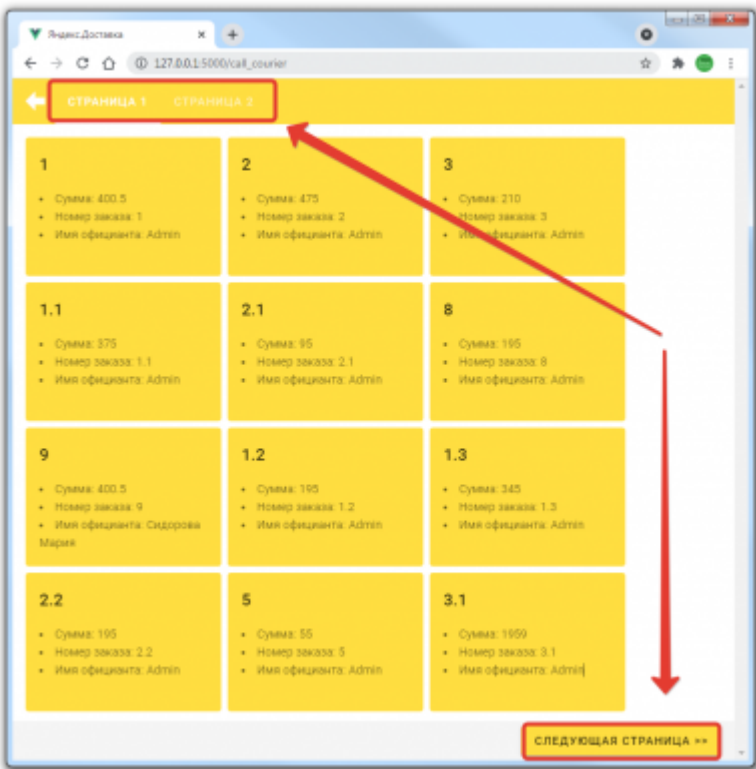 Яндекс.Доставка
127.0.0.1:5000/call_courier
СТРАНИЦА 1 СТРАНИЦА 2
1
• Сумма: 400.5
• Номер заказа: 1
• Имя официанта: Admin
2
• Сумма: 475
• Номер заказа: 2
• Имя официанта: Admin
3
• Сумма: 210
• Номер заказа: 3
• Имя официанта: Admin
1.1
• Сумма: 375
• Номер заказа: 1.1
• Имя официанта: Admin
2.1
• Сумма: 95
• Номер заказа: 2.1
• Имя официанта: Admin
8
• Сумма: 195
• Номер заказа: 8
• Имя официанта: Admin
9
• Сумма: 400.5
• Номер заказа: 9
• Имя официанта: Сидорова
Мария
1.2
• Сумма: 195
• Номер заказа: 1.2
• Имя официанта: Admin
1.3
• Сумма: 345
• Номер заказа: 1.3
• Имя официанта: Admin
2.2
• Сумма: 195
• Номер заказа: 2.2
• Имя официанта: Admin
5
• Сумма: 55
• Номер заказа: 5
• Имя официанта: Admin
3.1
• Сумма: 1959
• Номер заказа: 3.1
• Имя официанта: Admin
СЛЕДУЮЩАЯ СТРАНИЦА >>